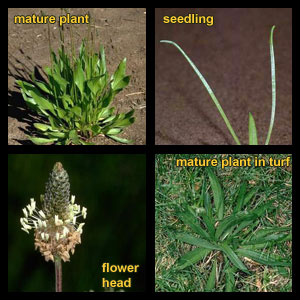 mature plant
seedling
flower
head
mature plant in turf